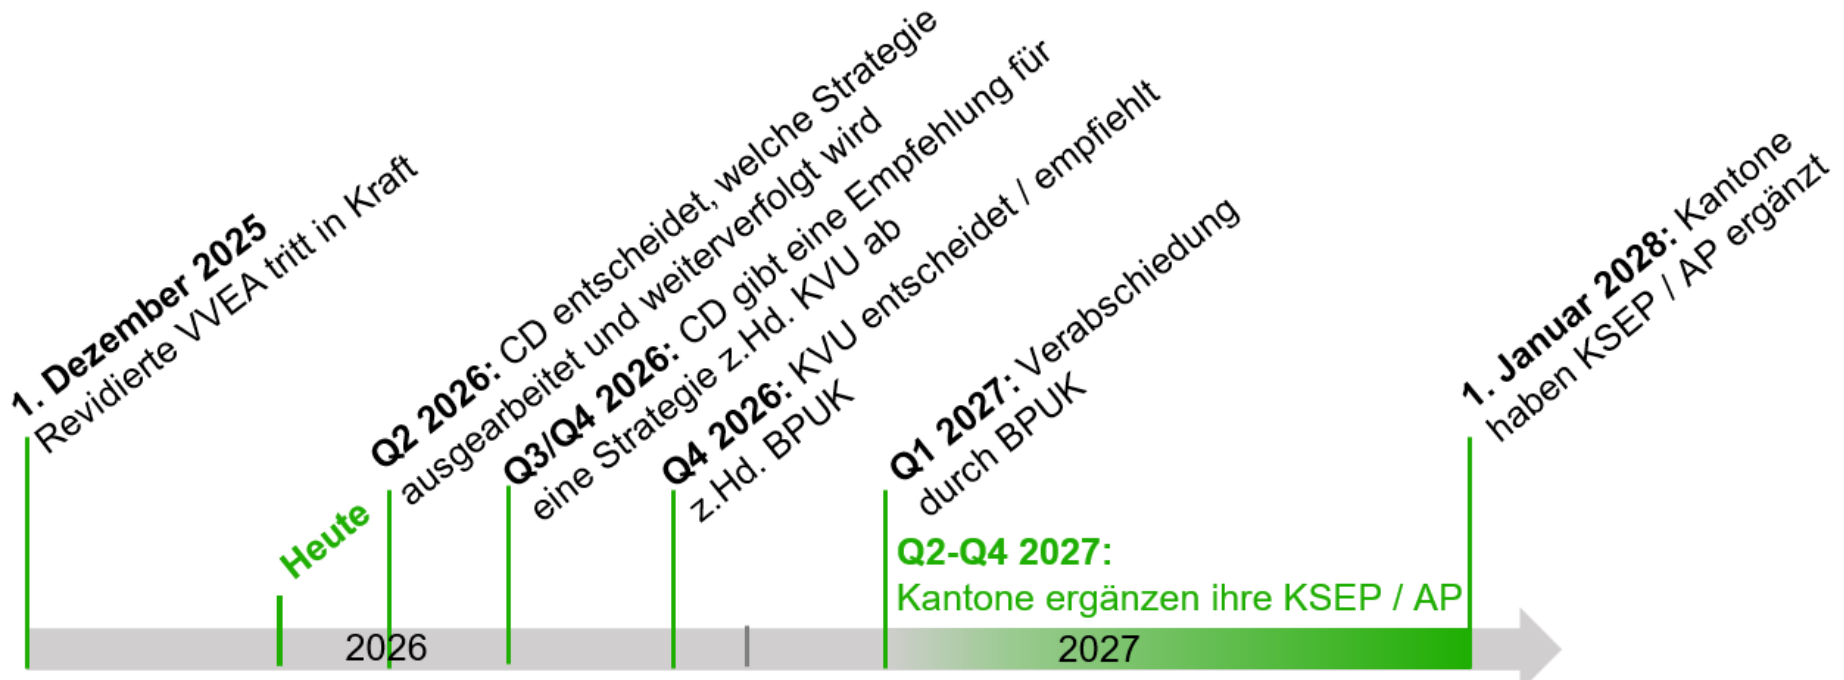 1. Dezember 2025
Revidierte VVEA tritt in Kraft
Heute
Q2 2026: CD entscheidet, welche Strategie
ausgearbeitet und weiterverfolgt wird
Q3/Q4 2026: CD gibt eine Empfehlung für
eine Strategie z.Hd. KVU ab
Q4 2026: KVU entscheidet / empfiehlt
z.Hd. BPUK
Q1 2027: Verabschiedung
durch BPUK
Q2-Q4 2027:
Kantone ergänzen ihre KSEP / AP
1. Januar 2028: Kantone
haben KSEP / AP ergänzt
2026
2027